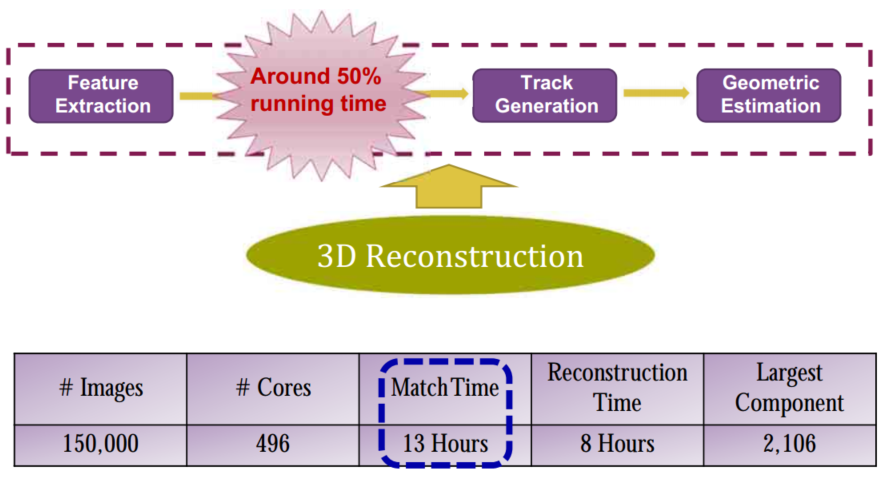 Feature
Extraction
Around 50%
running time
Track
Generation
Geometric
Estimation
3D Reconstruction
# Images
# Cores
Match Time
Reconstruction
Time
Largest
Component
150,000
496
13 Hours
8 Hours
2,106